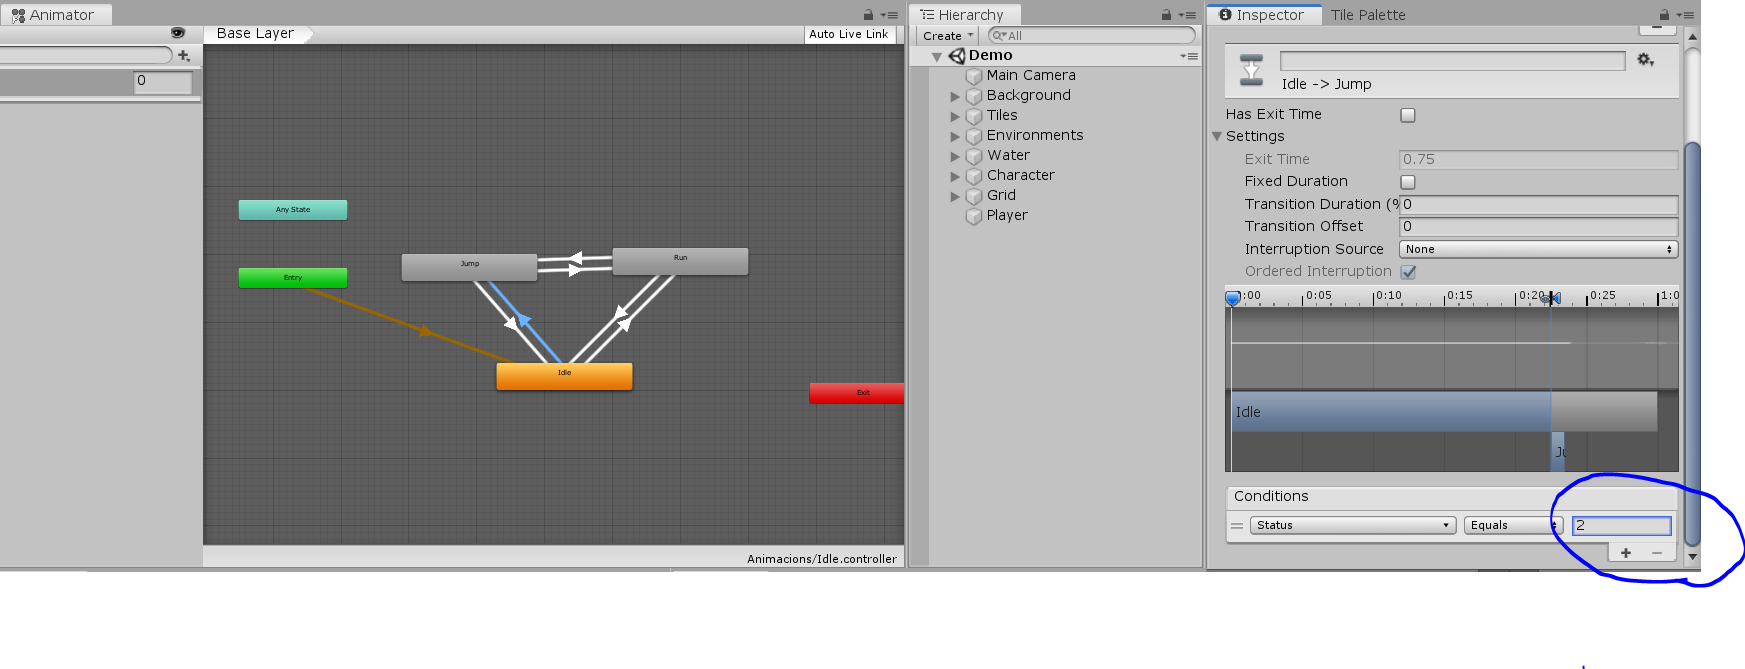 Animator
Base Layer
Auto Live Link
0
Any State
Entry
Jump
Run
Idle
Exit
Animacions/Idle.controller
Hierarchy
Create
All
Demo
Main Camera
Background
Tiles
Environments
Water
Character
Grid
Player
Inspector
Tile Palette
Idle -> Jump
Has Exit Time
Settings
Exit Time 0.75
Fixed Duration
Transition Duration (% 0
Transition Offset 0
Interruption Source None
Ordered Interruption
0:00 0:05 0:10 0:15 0:20 0:25 1:0
Idle
Ju
Conditions
Status Equals 2